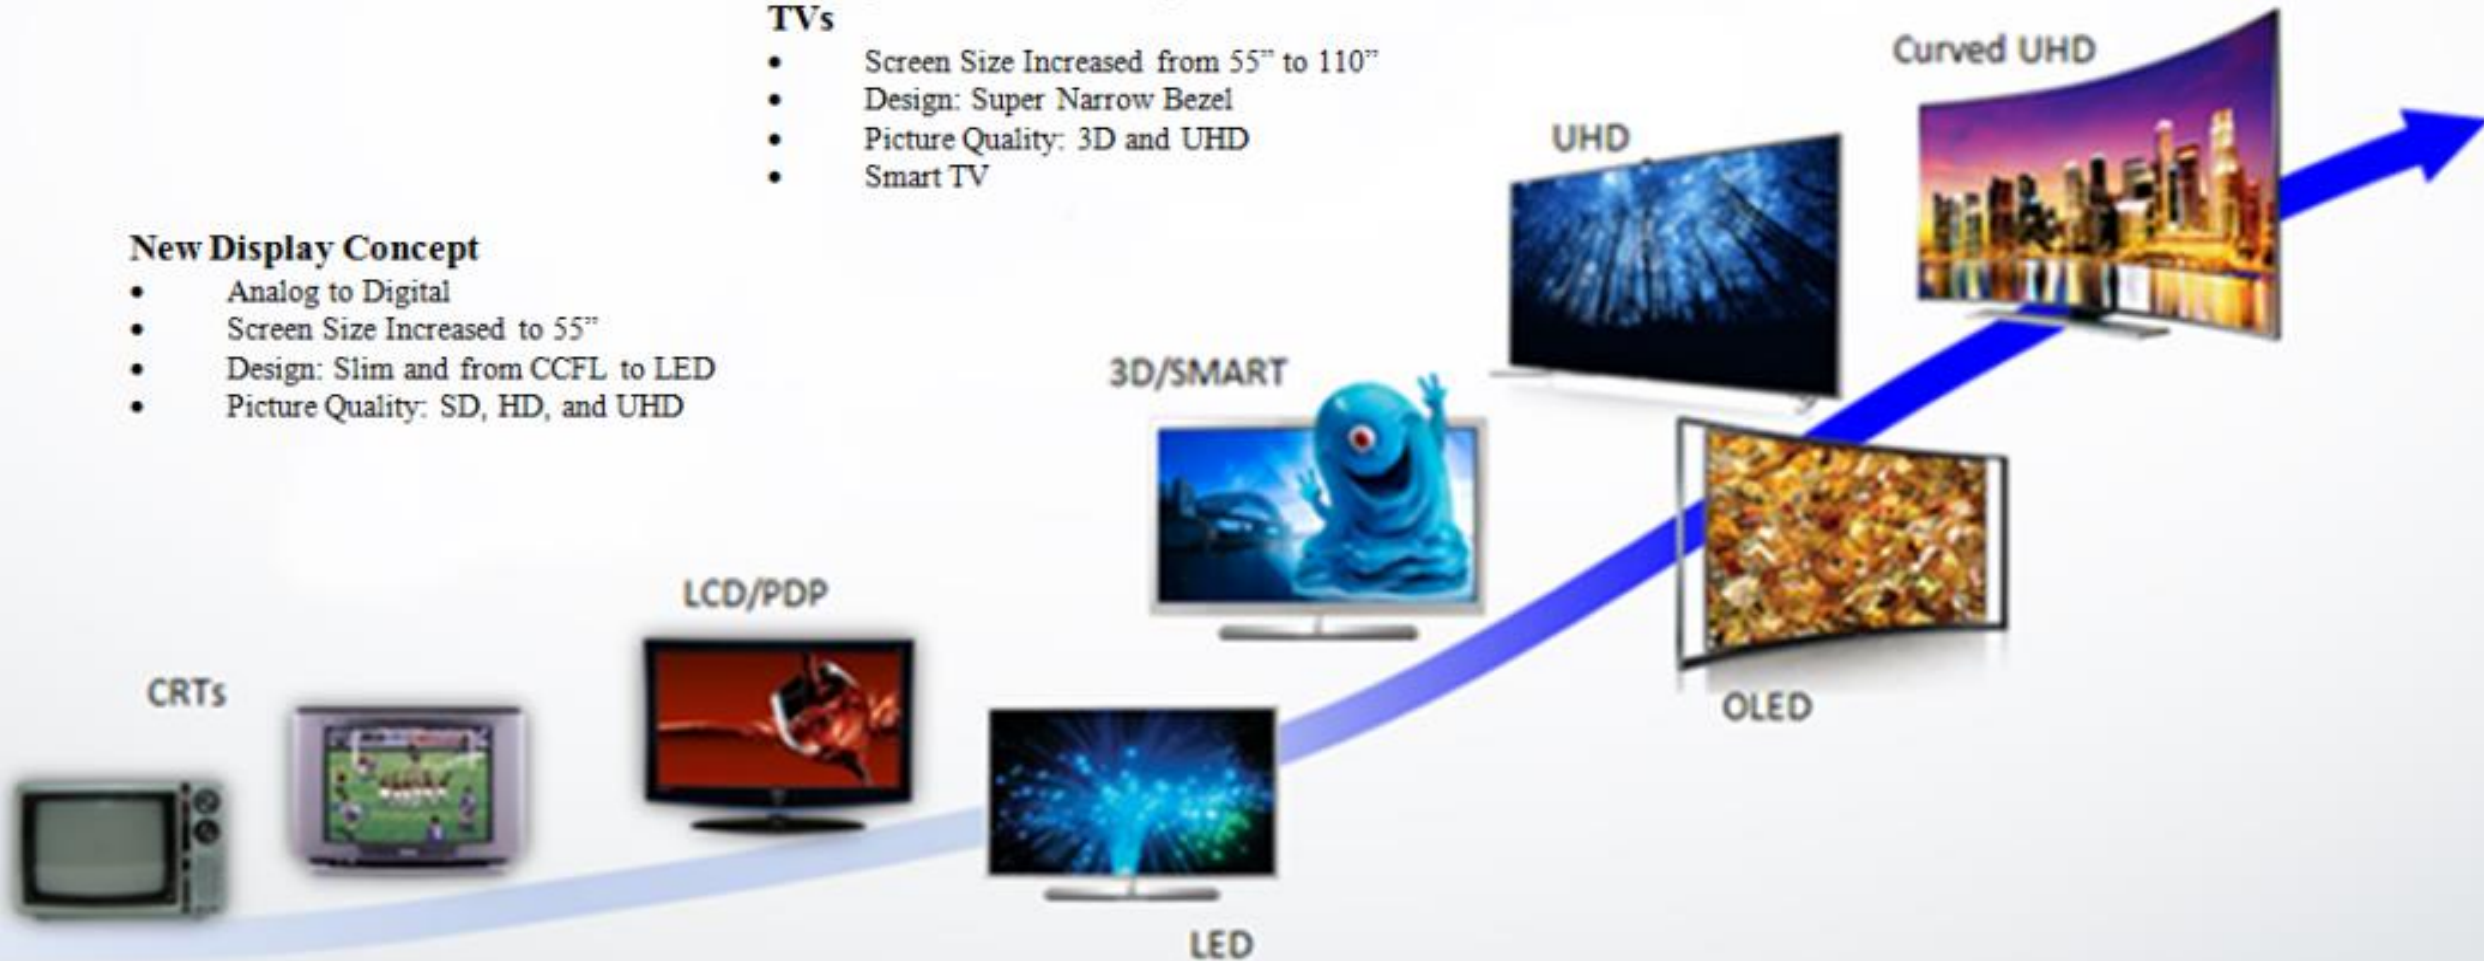 TVs
• Screen Size Increased from 55” to 110”
• Design: Super Narrow Bezel
• Picture Quality: 3D and UHD
• Smart TV
New Display Concept
• Analog to Digital
• Screen Size Increased to 55”
• Design: Slim and from CCFL to LED
• Picture Quality: SD, HD, and UHD
Curved UHD
UHD
3D/SMART
LCD/PDP
CRTs
OLED
LED